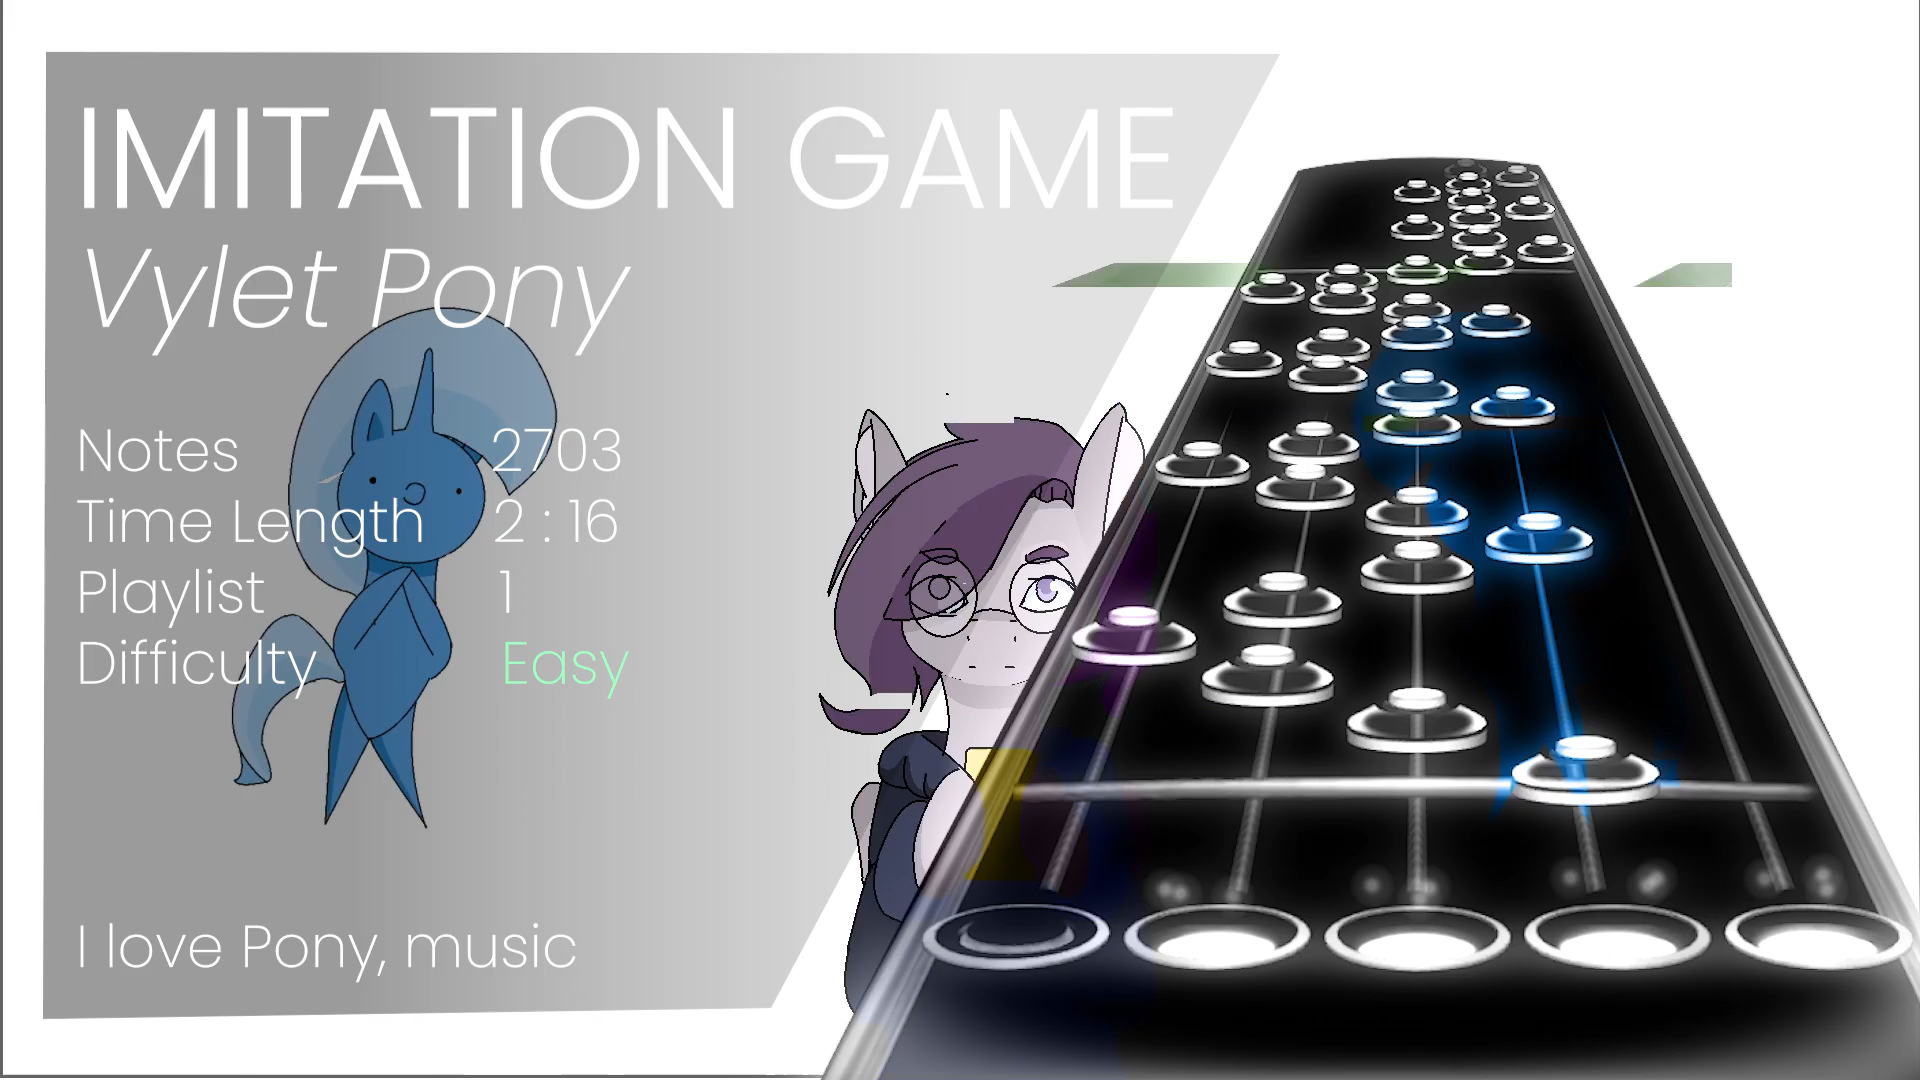 IMITATION GAME
Vylet Pony
Notes 2703
Time Length 2 : 16
Playlist 1
Difficulty Easy
I love Pony, music